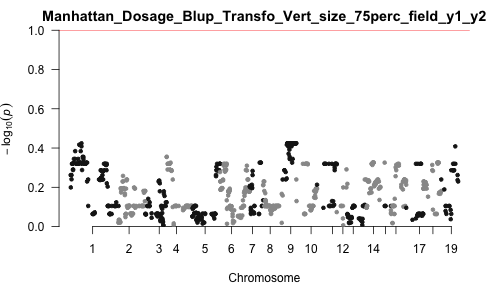 Manhattan_Dosage_Blup_Transfo_Vert_size_75perc_field_y1_y2
1.0
0.8
0.6
0.4
0.2
0.0
− log10(p)
1 2 3 4 5 6 7 8 9 10 12 14 17 19
Chromosome